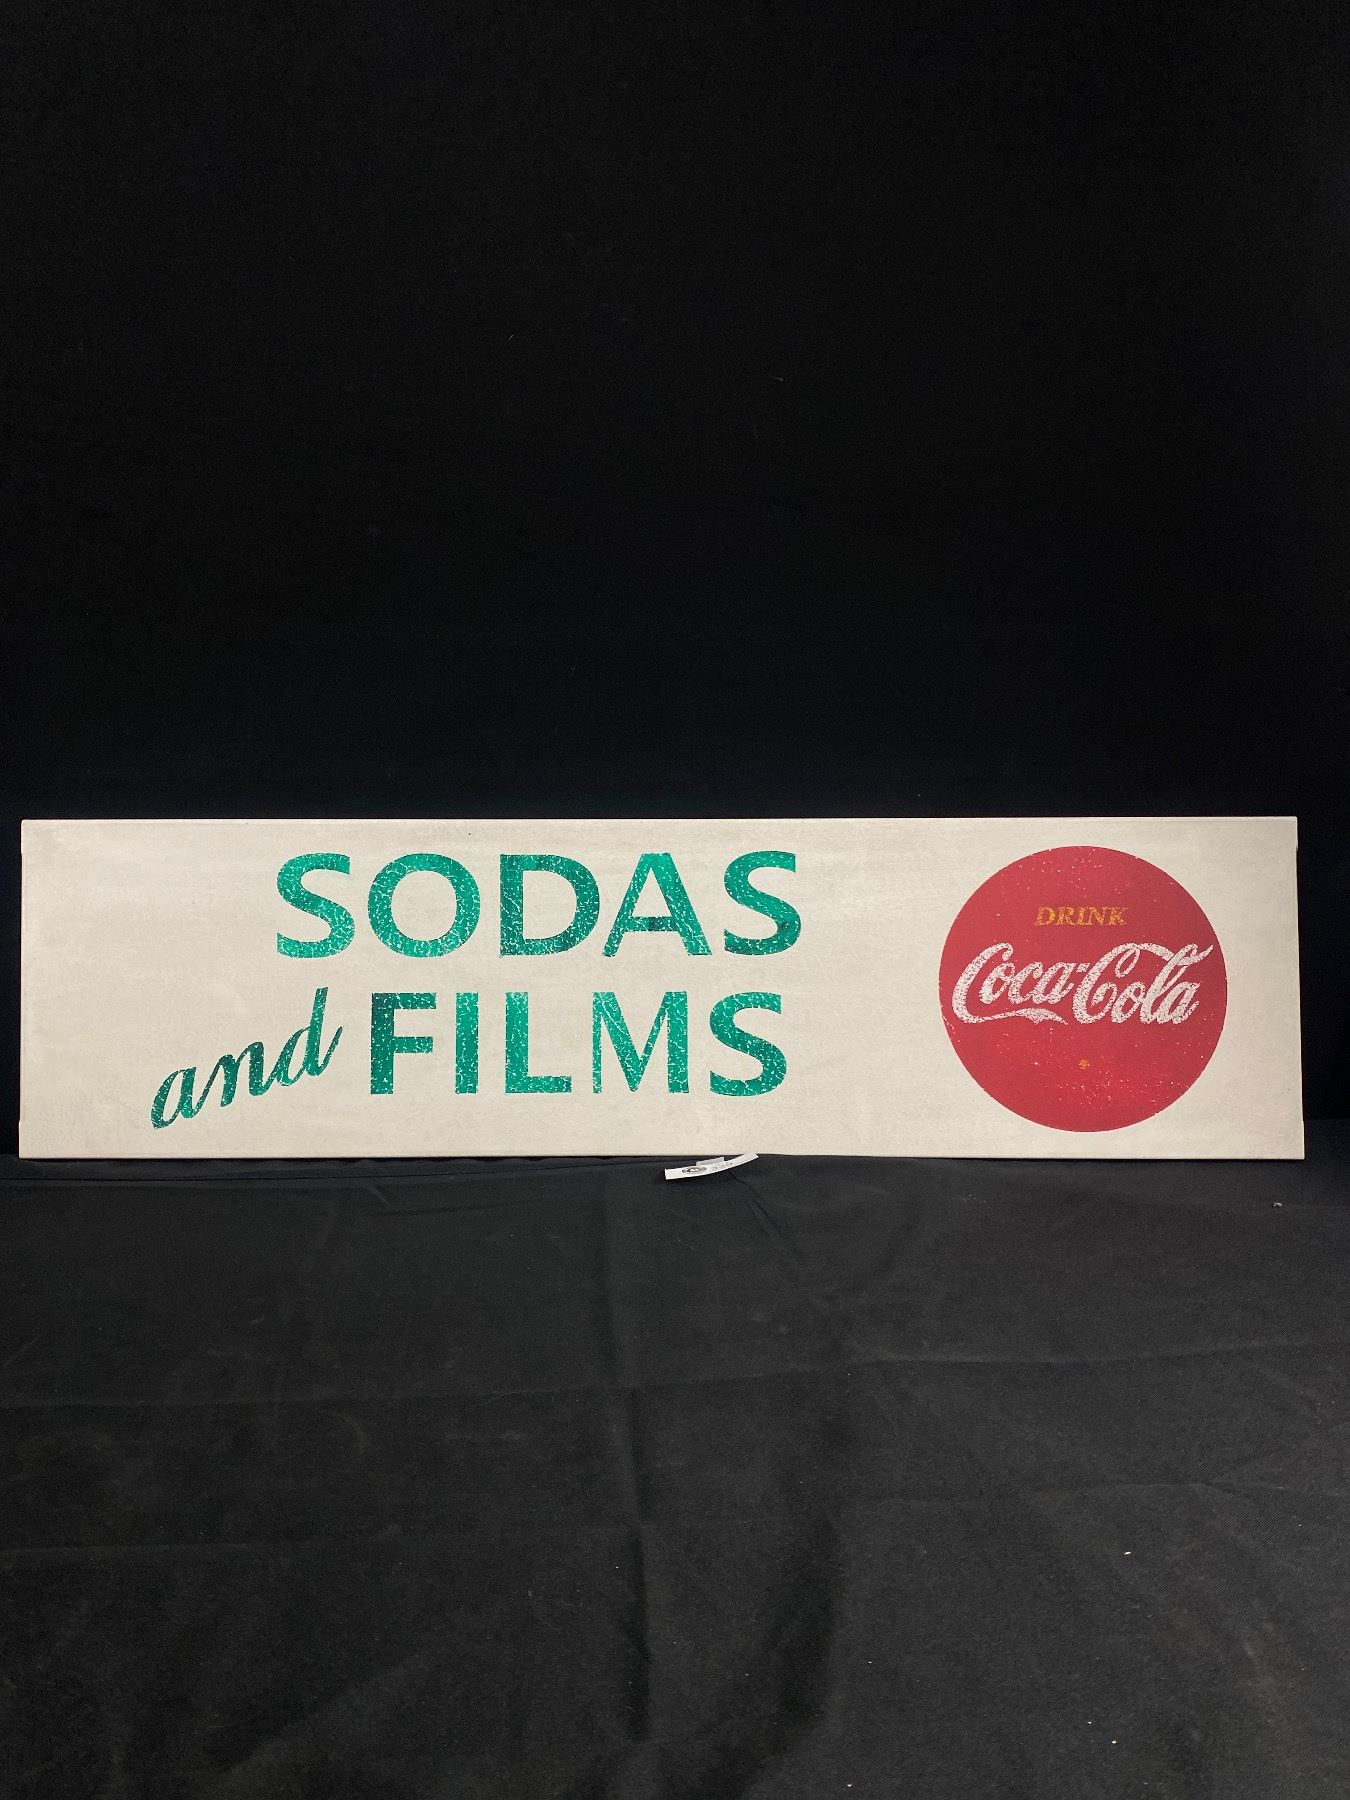 SODAS
and FILMS
DRINK
Coca-Cola